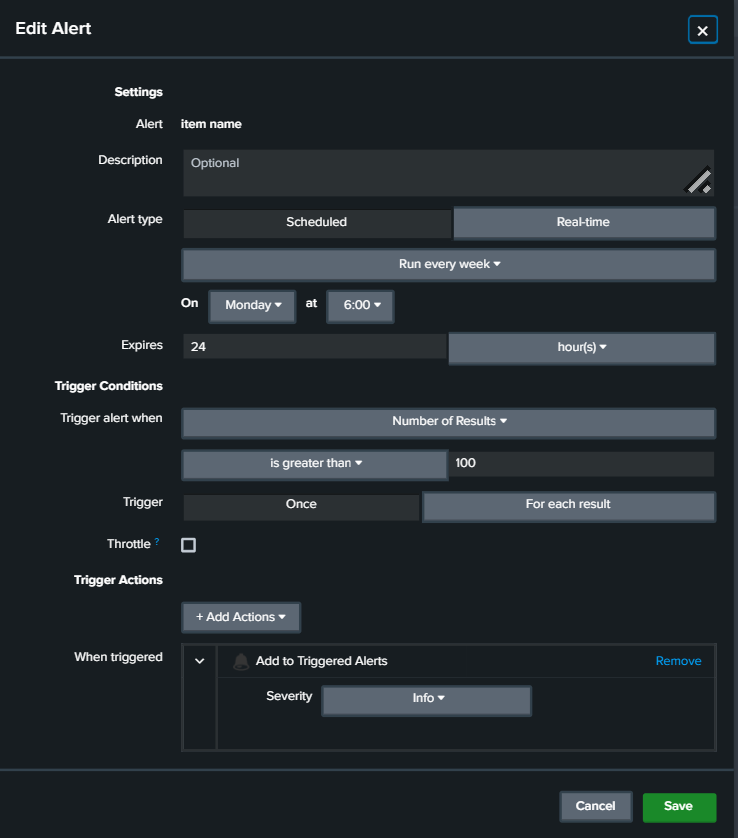 Edit Alert
Settings
Alert item name
Description Optional
Alert type Scheduled Real-time
Run every week
On Monday at 6:00
Expires 24 hour(s)
Trigger Conditions
Trigger alert when Number of Results
is greater than 100
Trigger Once For each result
Throttle ?
Trigger Actions
+ Add Actions
When triggered Add to Triggered Alerts Remove
Severity Info
Cancel Save